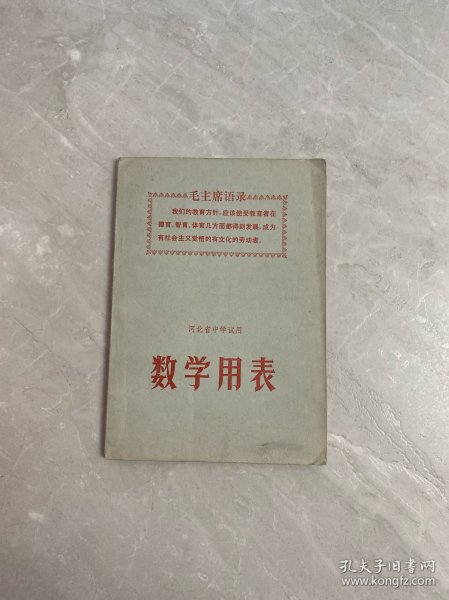 毛主席语录
我们的教育方针，应该使受教育者在
德育、智育、体育几方面都得到发展，成为
有社会主义觉悟的有文化的劳动者。
河北省中学试用
数学用表
孔夫子旧书网
www.kongfz.com